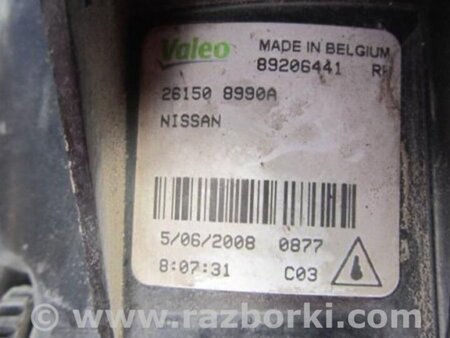 Valeo
MADE IN BELGIUM
89206441
26150 8990A
NISSAN
5/06/2008 0877
8:07:31 C03
© www.razborki.com